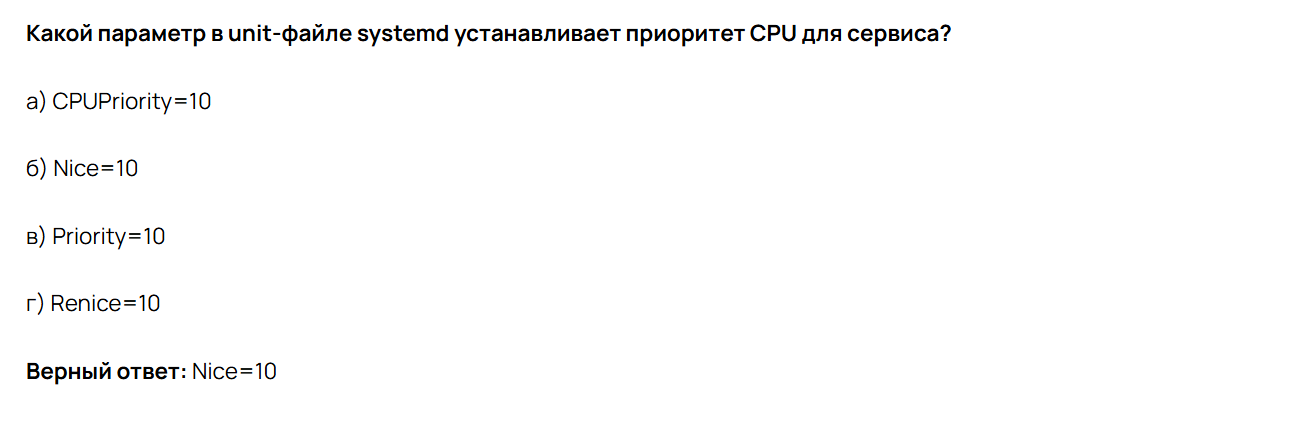 Какой параметр в unit-файле systemd устанавливает приоритет CPU для сервиса?
а) CPUPriority=10
б) Nice=10
в) Priority=10
г) Renice=10
Верный ответ: Nice=10